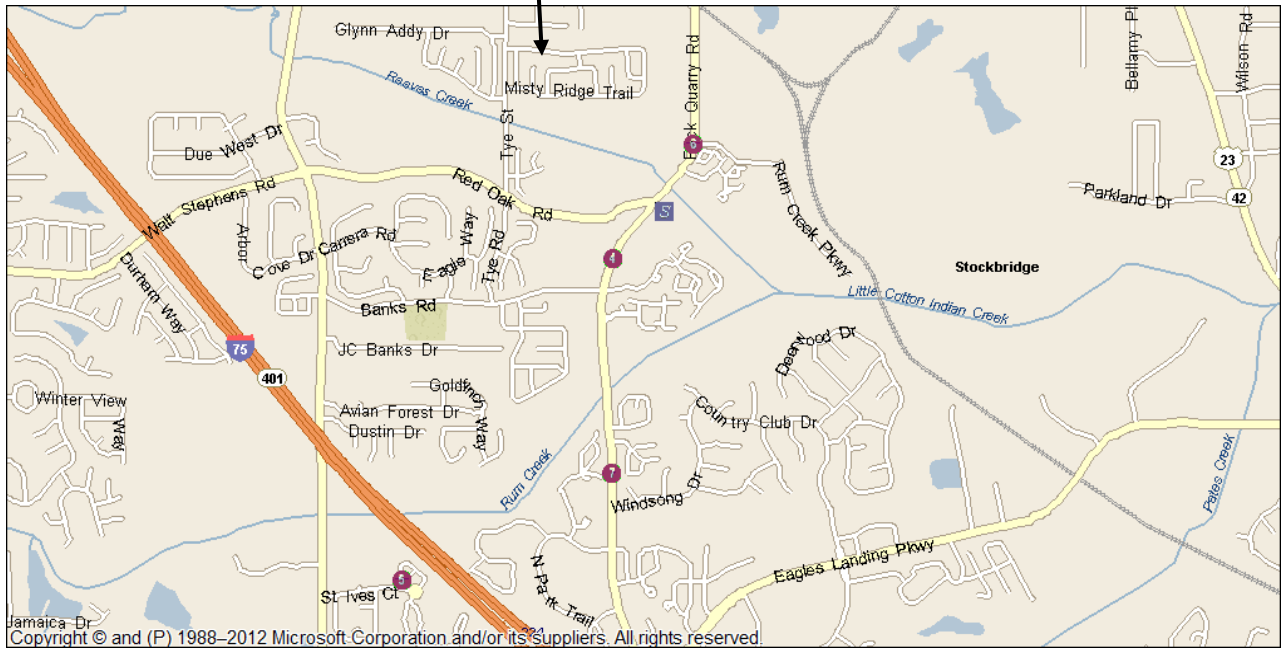 Glynn Addy Dr
Misty Ridge Trail
Reeves Creek
Tye St
Rock Quarry Rd
Bellamy Pl
Wilson Rd
23
42
Due West Dr
Walt Stephens Rd
Red Oak Rd
6
S
Rum Creek Pkwy
Parkland Dr
Arbor
Cove Dr
Carrera Rd
Eagle Way
Tye Rd
4
Stockbridge
Durham Way
Banks Rd
Little Cotton Indian Creek
75
401
JC Banks Dr
Deerwood Dr
Winter View
Way
Goldfinch Way
Avian Forest Dr
Dustin Dr
Country Club Dr
Rum Creek
7
Windsong Dr
Pates Creek
Eagles Landing Pkwy
5
St Ives Ct
N Park Trail
Jamaica Dr
Copyright © and (P) 1988–2012 Microsoft Corporation and/or its suppliers. All rights reserved.